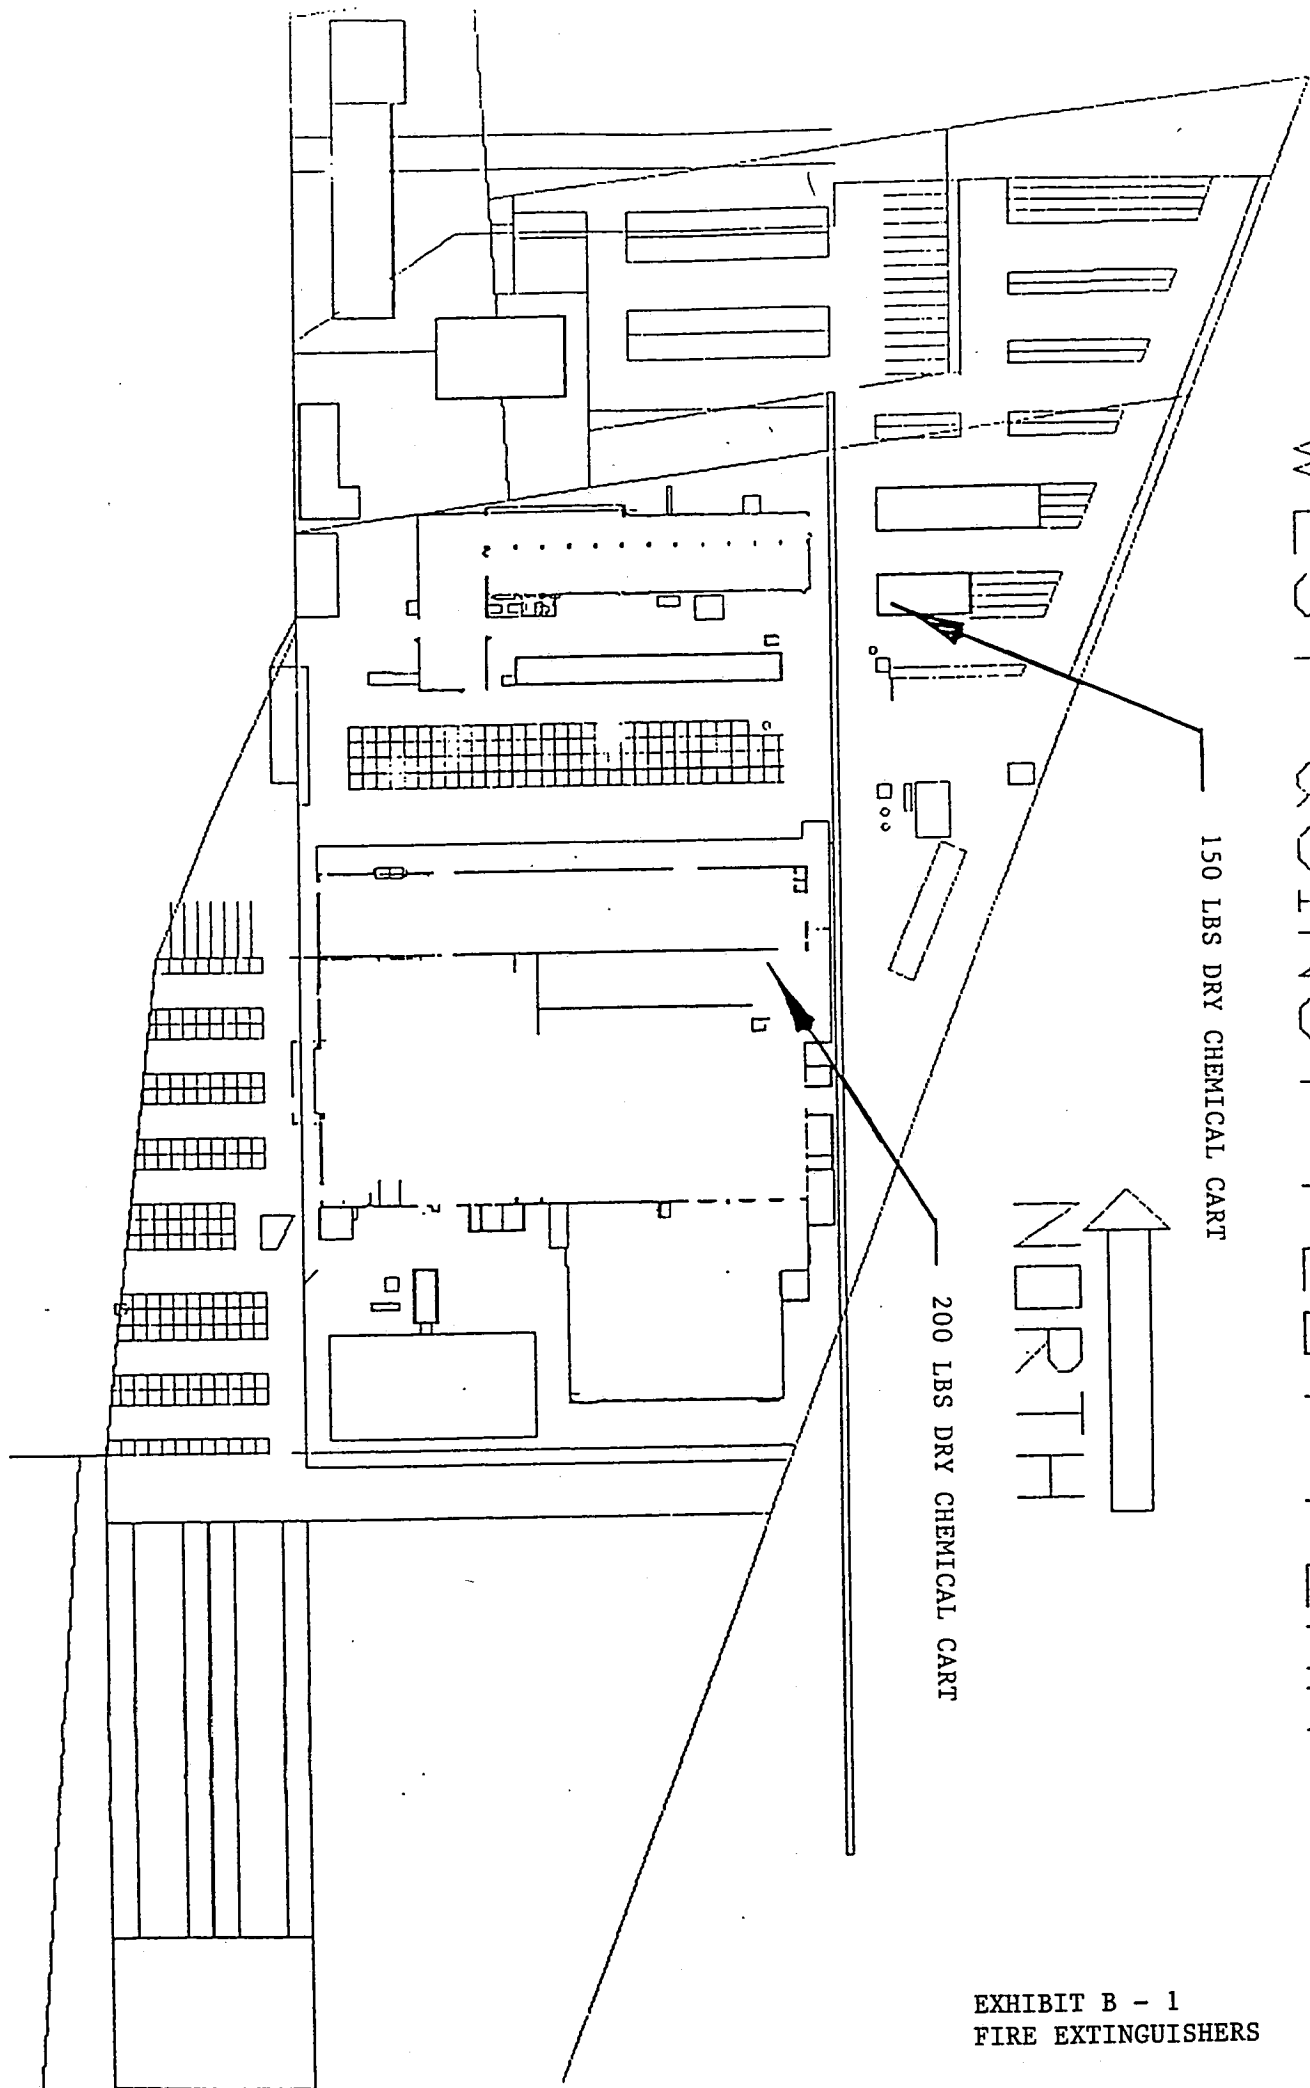 150 LBS DRY CHEMICAL CART
200 LBS DRY CHEMICAL CART
NORTH
EXHIBIT B - 1
FIRE EXTINGUISHERS